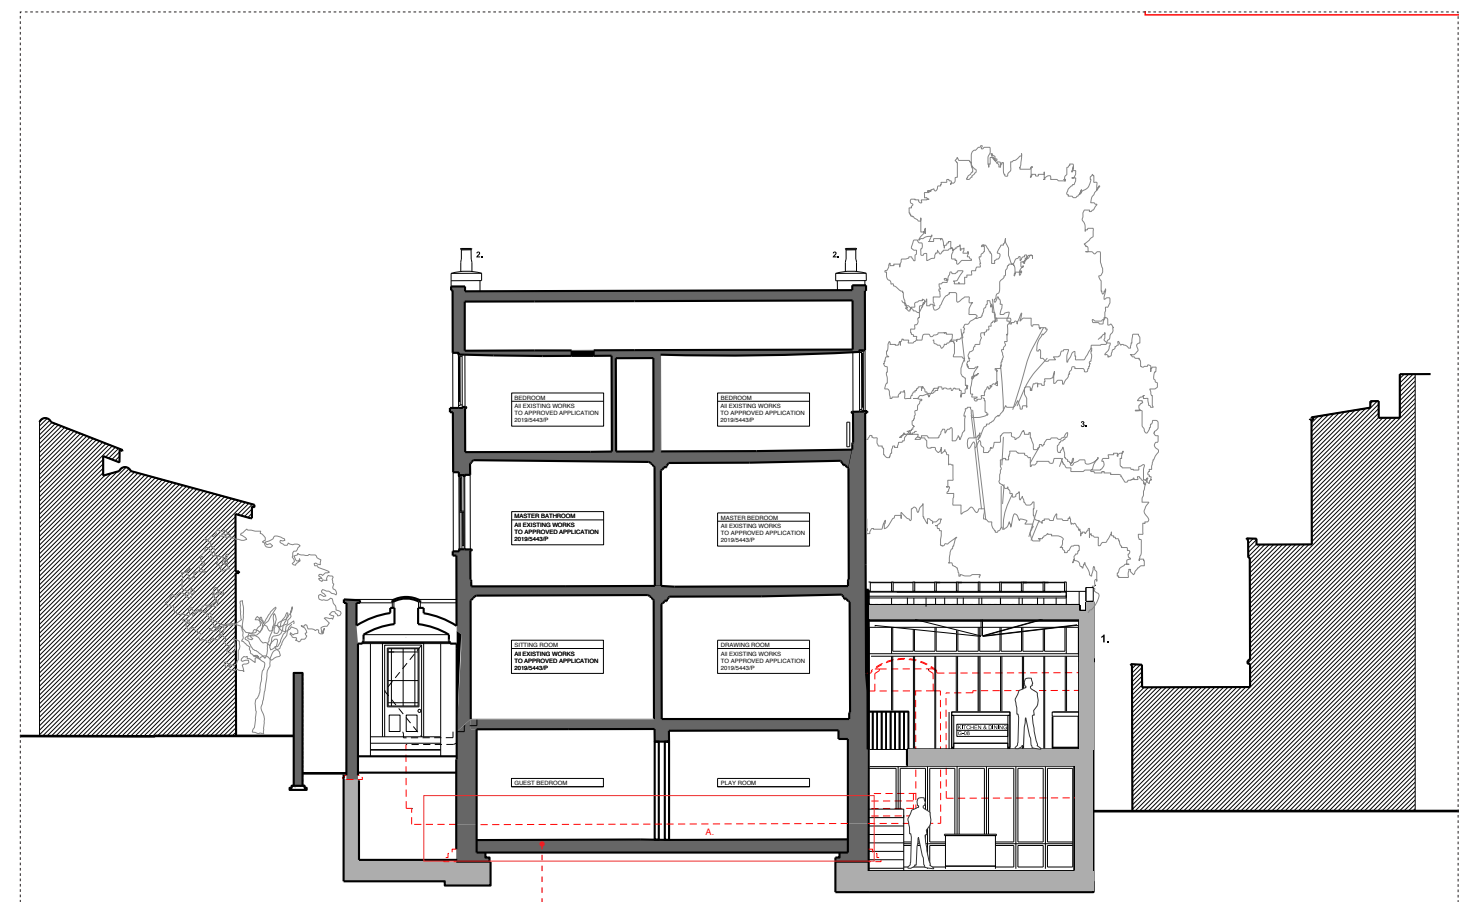 2.
2.
BEDROOM
All EXISTING WORKS
TO APPROVED APPLICATION
2019/5443/P
BEDROOM
All EXISTING WORKS
TO APPROVED APPLICATION
2019/5443/P
3.
MASTER BATHROOM
All EXISTING WORKS
TO APPROVED APPLICATION
2019/5443/P
MASTER BEDROOM
All EXISTING WORKS
TO APPROVED APPLICATION
2019/5443/P
1.
SITTING ROOM
All EXISTING WORKS
TO APPROVED APPLICATION
2019/5443/P
DRAWING ROOM
All EXISTING WORKS
TO APPROVED APPLICATION
2019/5443/P
KITCHEN & DINING
G-08
GUEST BEDROOM
PLAY ROOM
A.